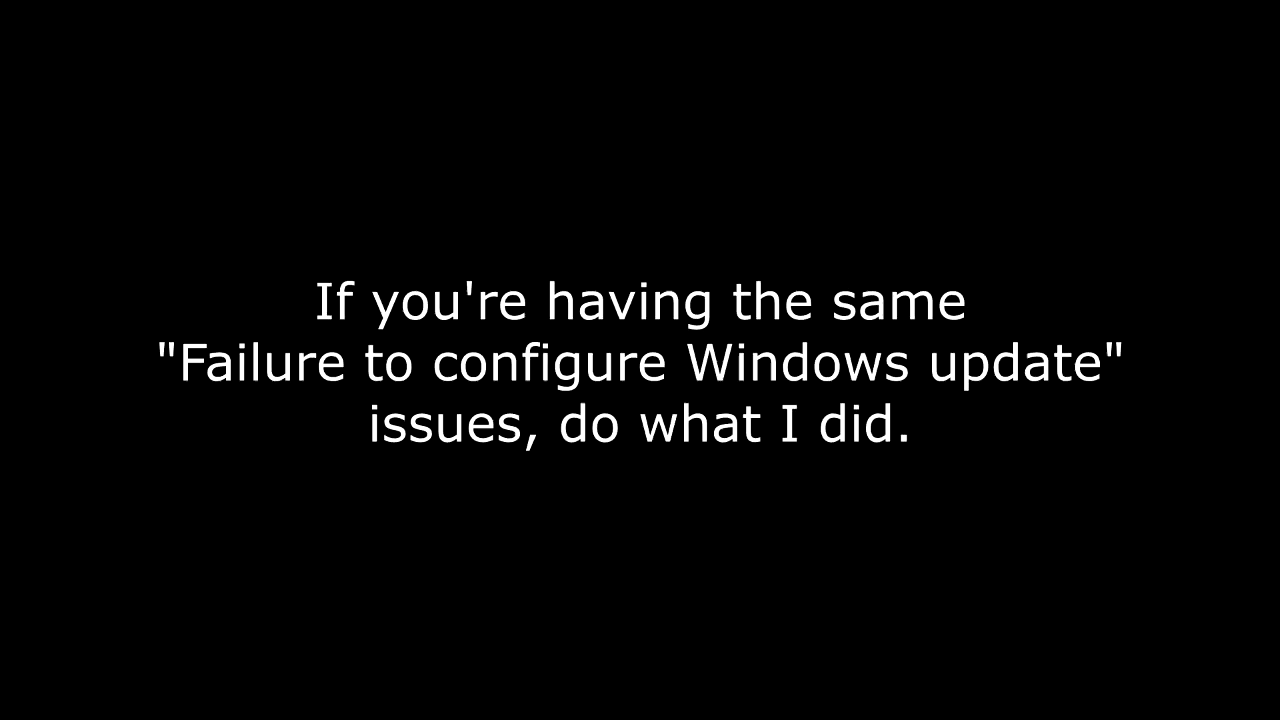 If you're having the same
"Failure to configure Windows update"
issues, do what I did.